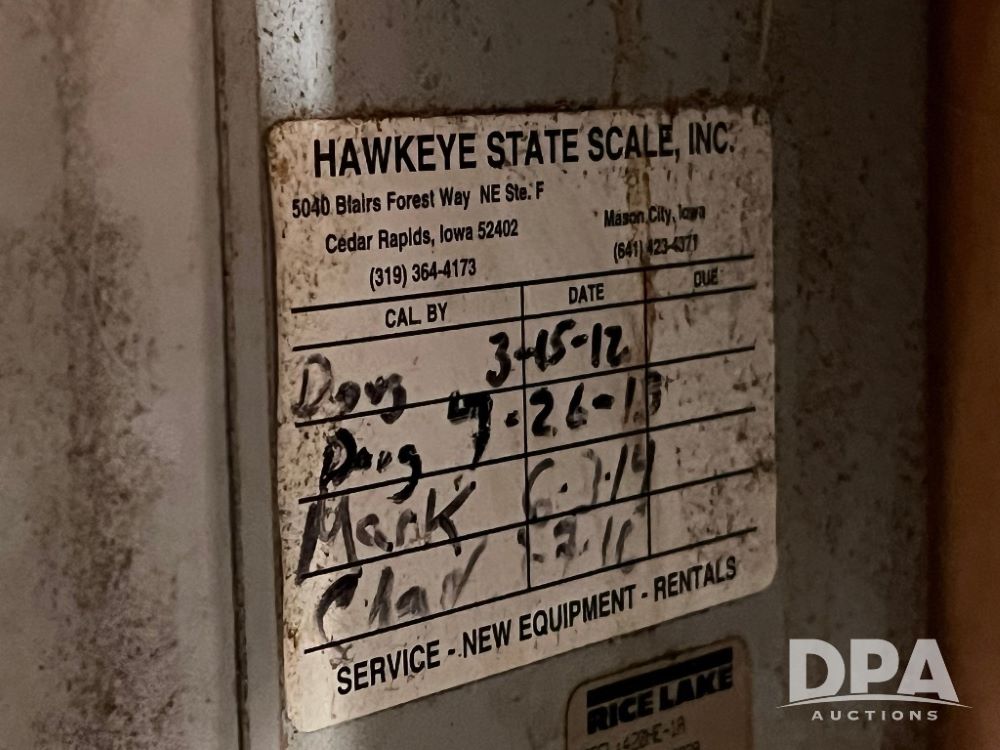 HAWKEYE STATE SCALE, INC.
5040 Blairs Forest Way NE Ste. F
Cedar Rapids, Iowa 52402
(319) 364-4173
Mason City, Iowa
(641) 423-4371
CAL. BY DATE DUE
Doug 3-15-12
Doug 7-26-13
Mark
Chad
SERVICE - NEW EQUIPMENT - RENTALS
RICE LAKE
DPA
AUCTIONS